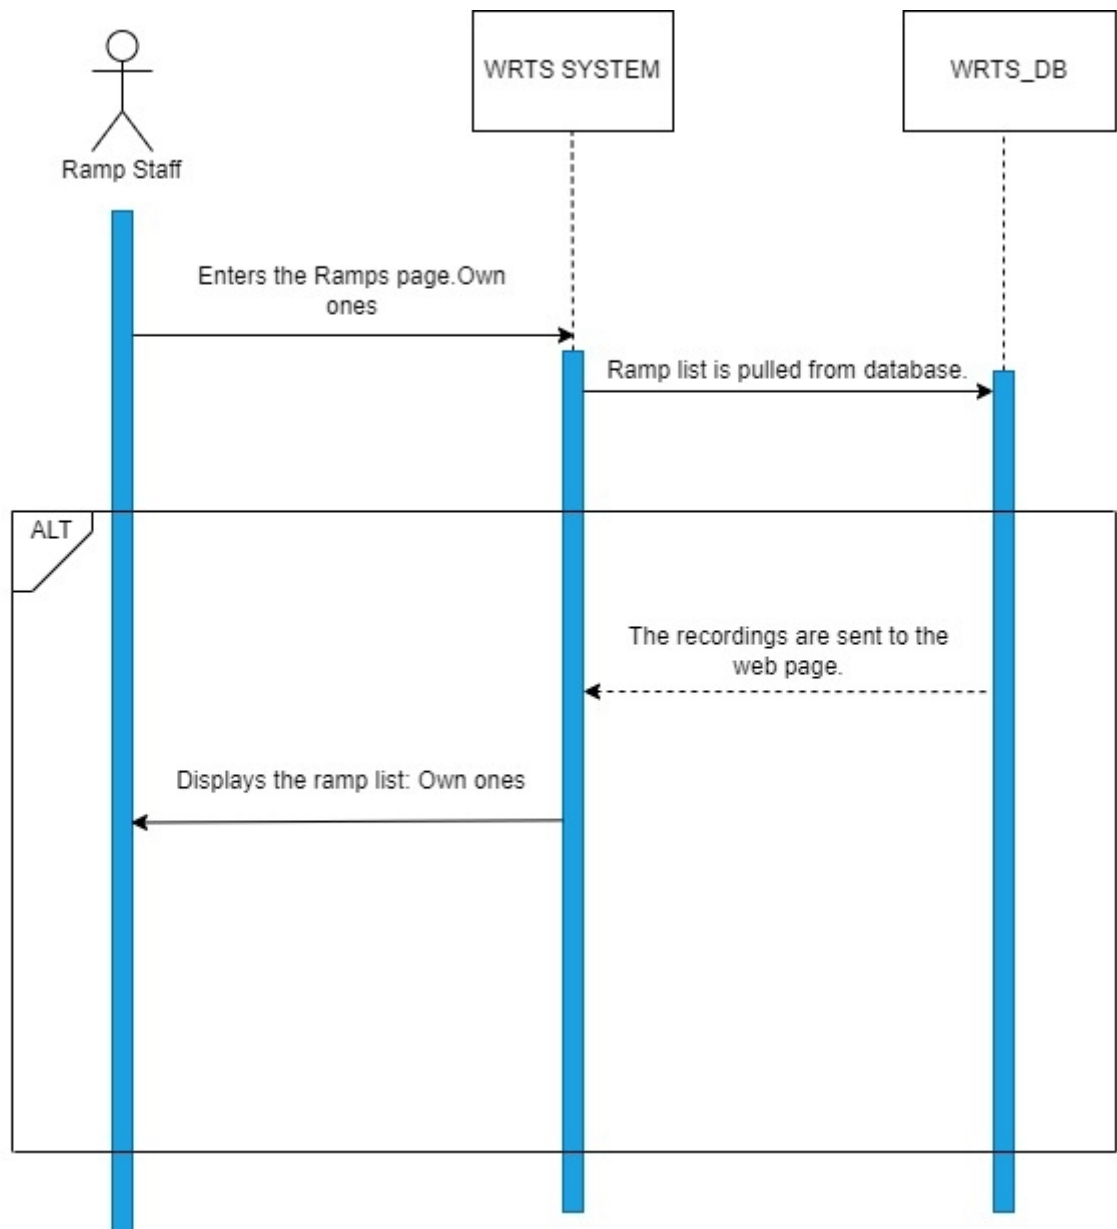 WRTS SYSTEM
WRTS_DB
Ramp Staff
Enters the Ramps page.Own
ones
Ramp list is pulled from database.
ALT
The recordings are sent to the
web page.
Displays the ramp list: Own ones